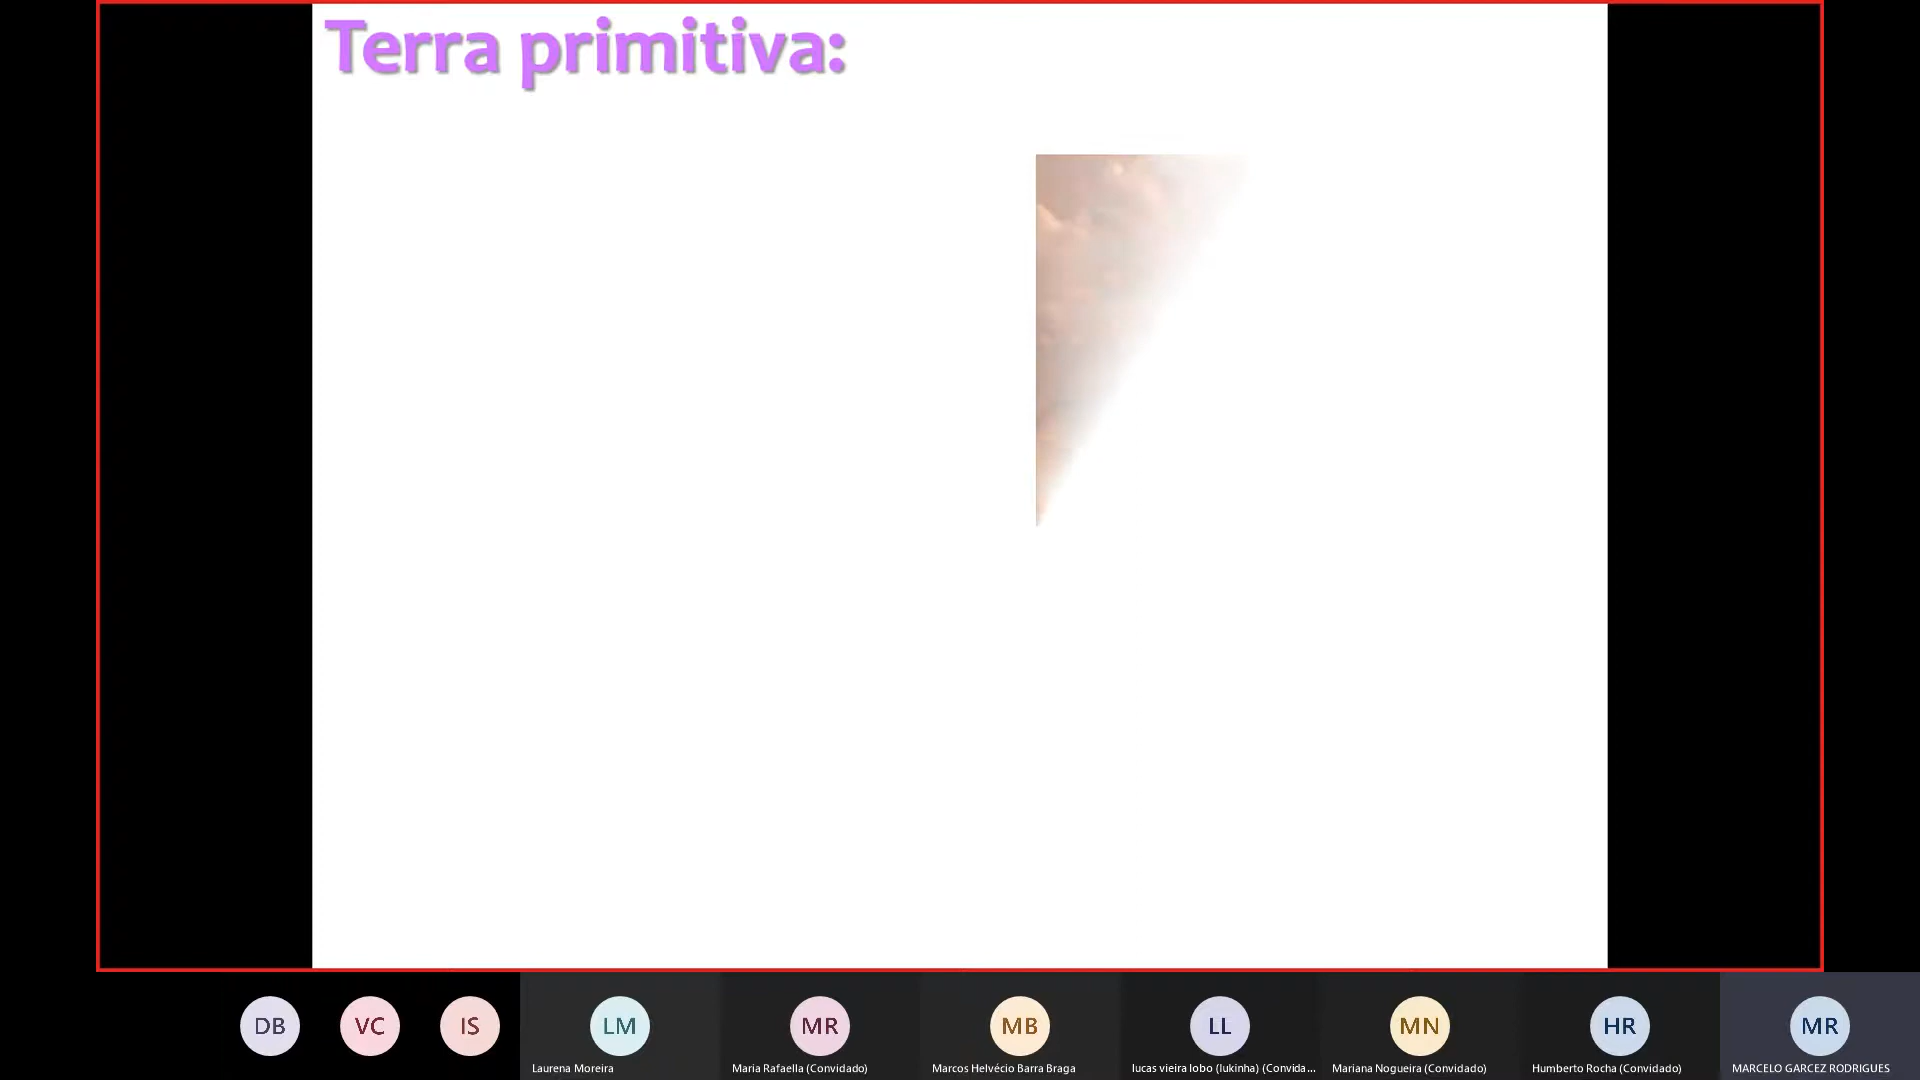 Terra primitiva:
DB
VC
IS
LM
MR
MB
LL
MN
HR
MR
Laurena Moreira
Maria Rafaella (Convidado)
Marcos Helvécio Barra Braga
lucas vieira lobo (lukinha) (Convida...
Mariana Nogueira (Convidado)
Humberto Rocha (Convidado)
MARCELO GARCEZ RODRIGUES